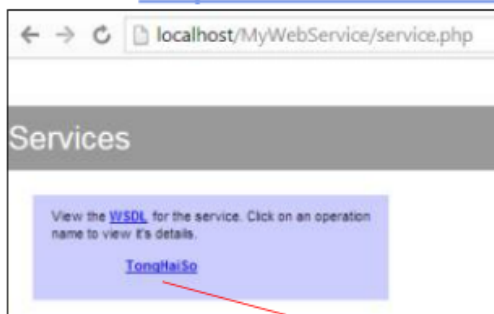 localhost/MyWebService/service.php
Services
View the WSDL for the service. Click on an operation
name to view it's details.
TongHaiSo